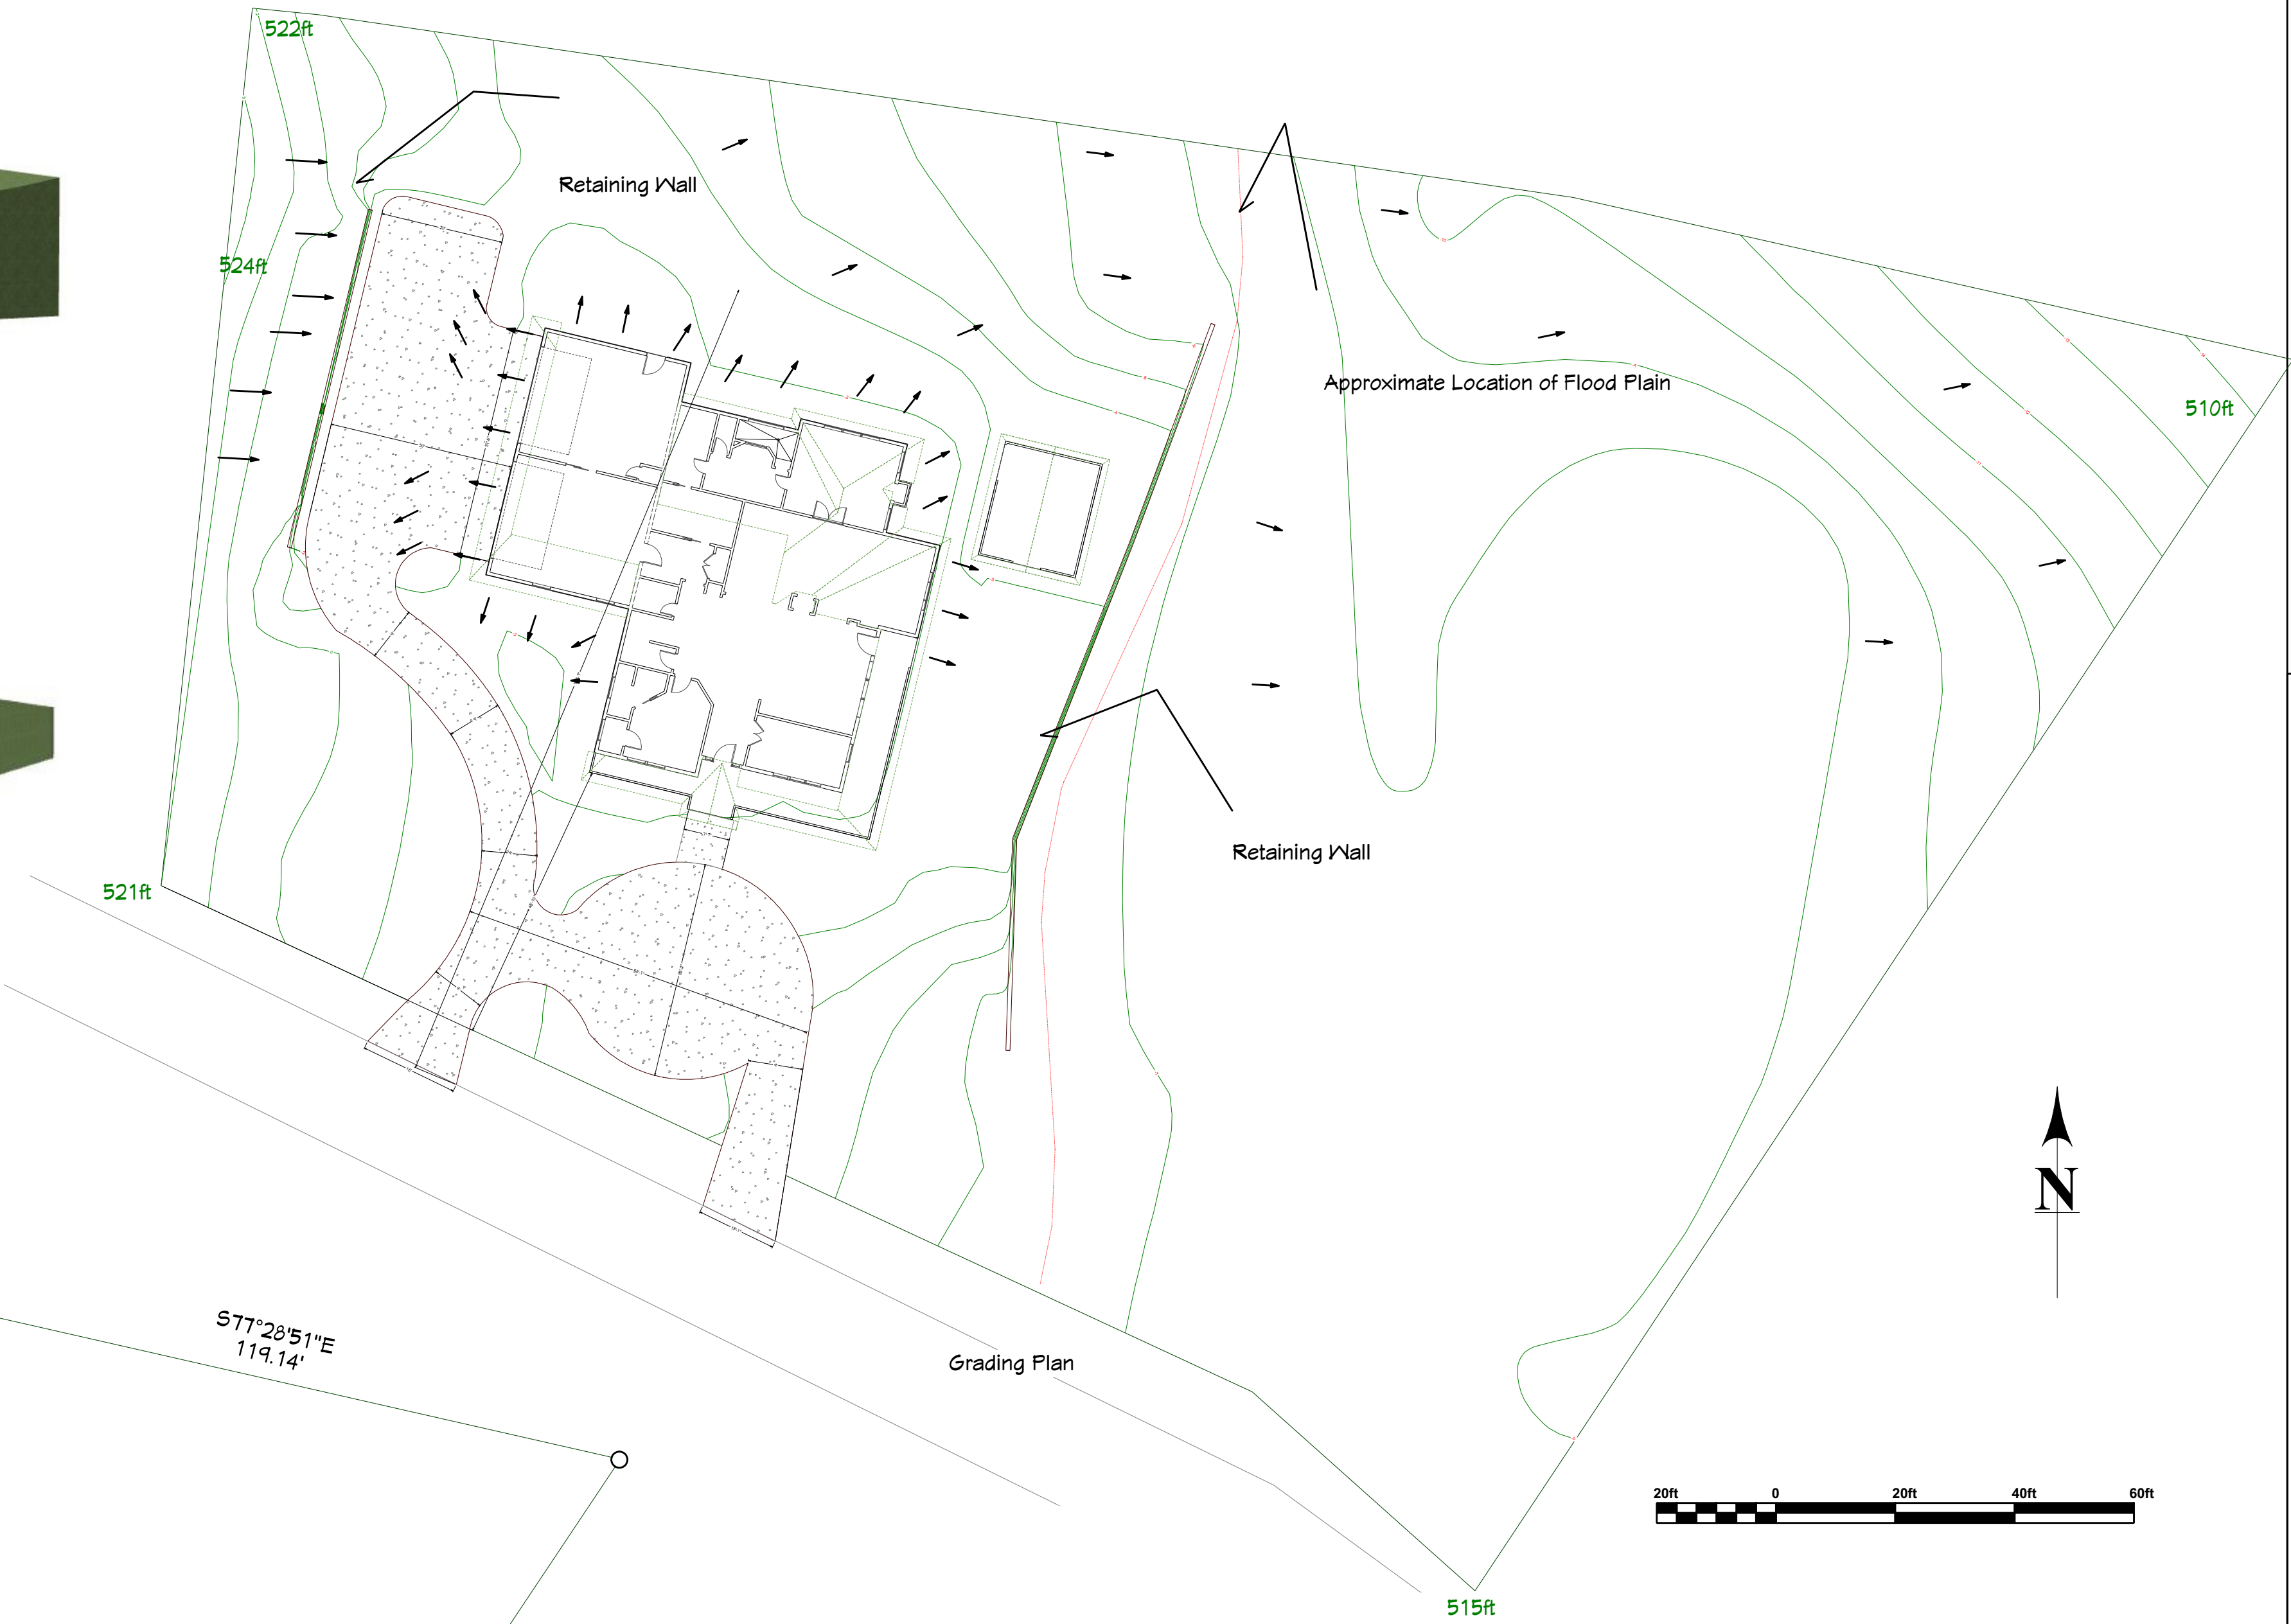 522ft
Retaining Wall
524ft
Approximate Location of Flood Plain
510ft
Retaining Wall
521ft
N
S77°28'51"E
119.14'
Grading Plan
20ft 0 20ft 40ft 60ft
515ft